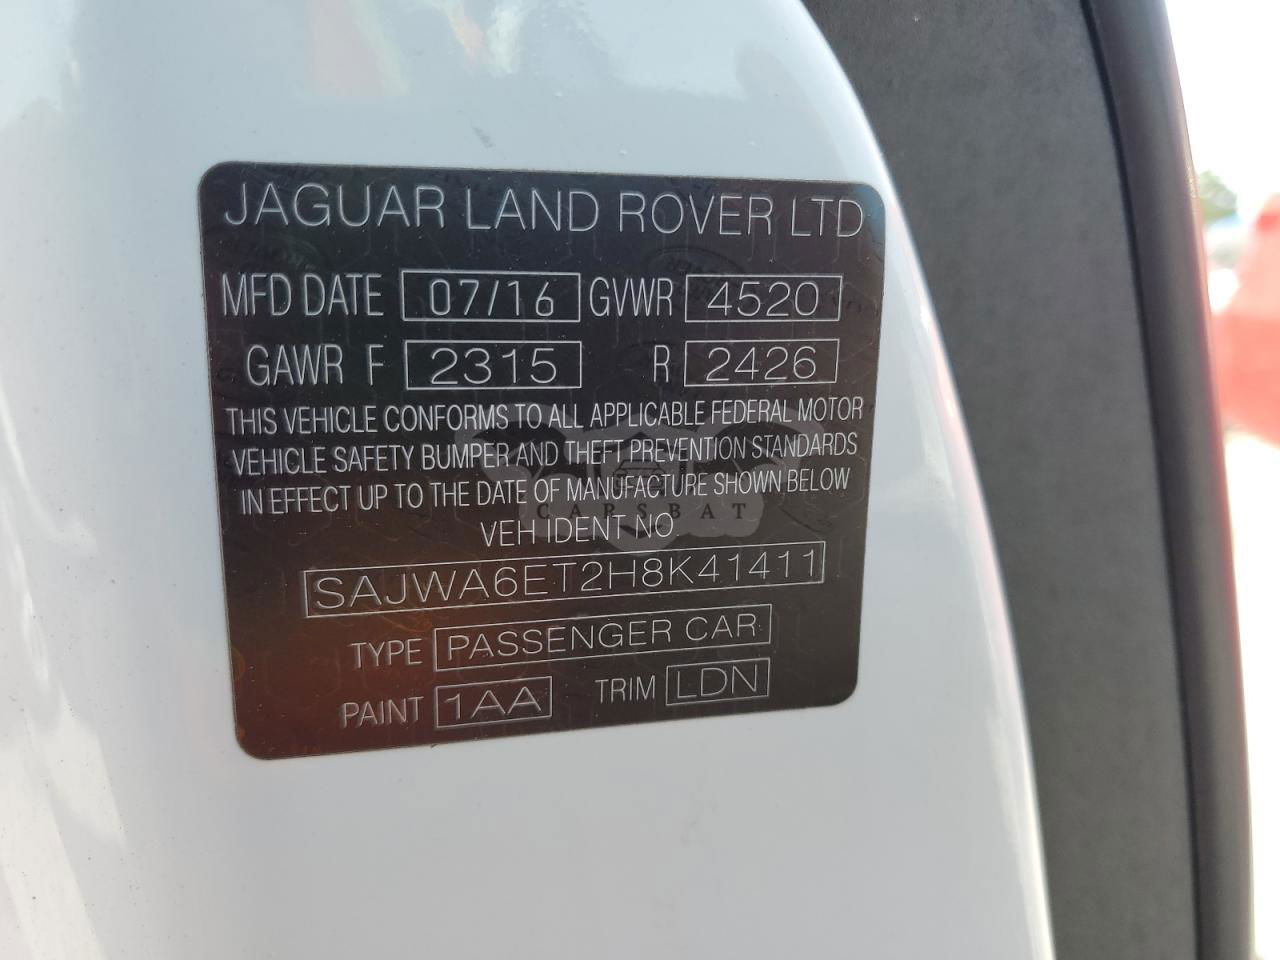 JAGUAR LAND ROVER LTD
MFD DATE 07/16 GVWR 4520
GAWR F 2315 R 2426
THIS VEHICLE CONFORMS TO ALL APPLICABLE FEDERAL MOTOR
VEHICLE SAFETY BUMPER AND THEFT PREVENTION STANDARDS
IN EFFECT UP TO THE DATE OF MANUFACTURE SHOWN BELOW
CARSBAT
VEH IDENT NO
SAJWA6ET2H8K41411
TYPE PASSENGER CAR
PAINT 1AA TRIM LDN